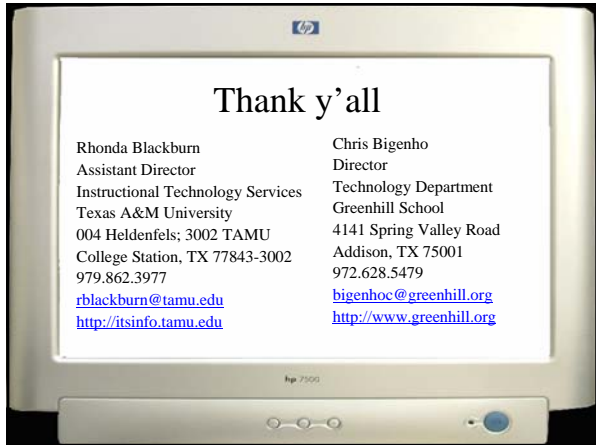 hp
Thank y'all
Rhonda Blackburn
Assistant Director
Instructional Technology Services
Texas A&M University
004 Heldenfels; 3002 TAMU
College Station, TX 77843-3002
979.862.3977
rblackburn@tamu.edu
http://itsinfo.tamu.edu
Chris Bigenho
Director
Technology Department
Greenhill School
4141 Spring Valley Road
Addison, TX 75001
972.628.5479
bigenhoc@greenhill.org
http://www.greenhill.org
hp 7500